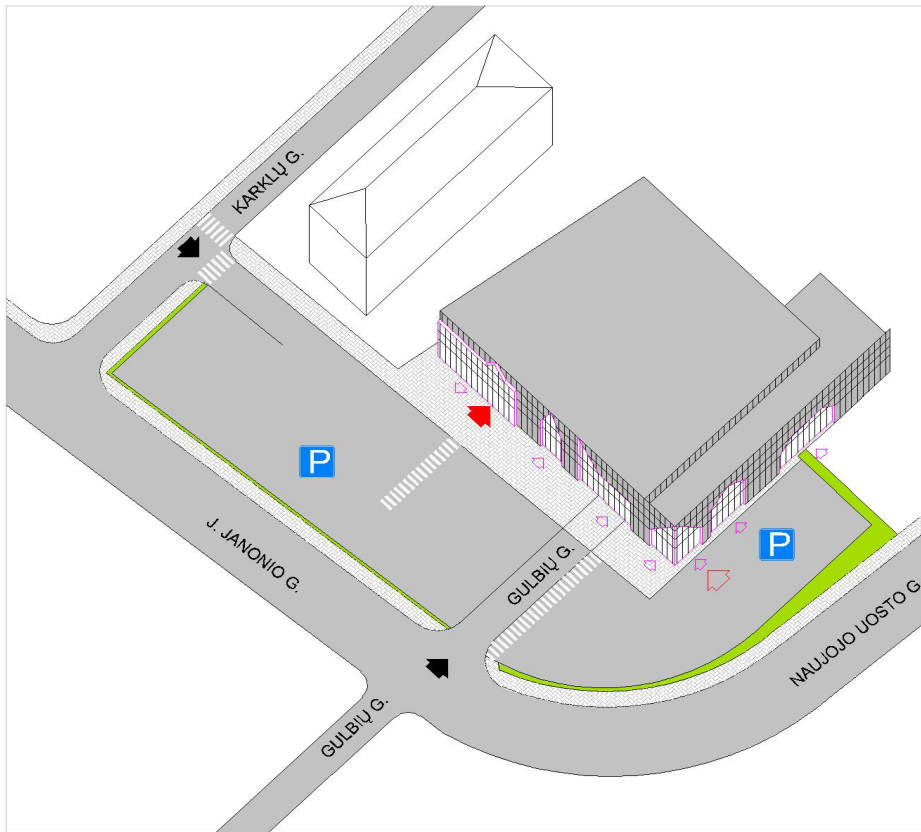 KARKLŲ G.
P
J. JANONIO G.
GULBIŲ G.
P
NAUJOJO UOSTO G.
GULBIŲ G.